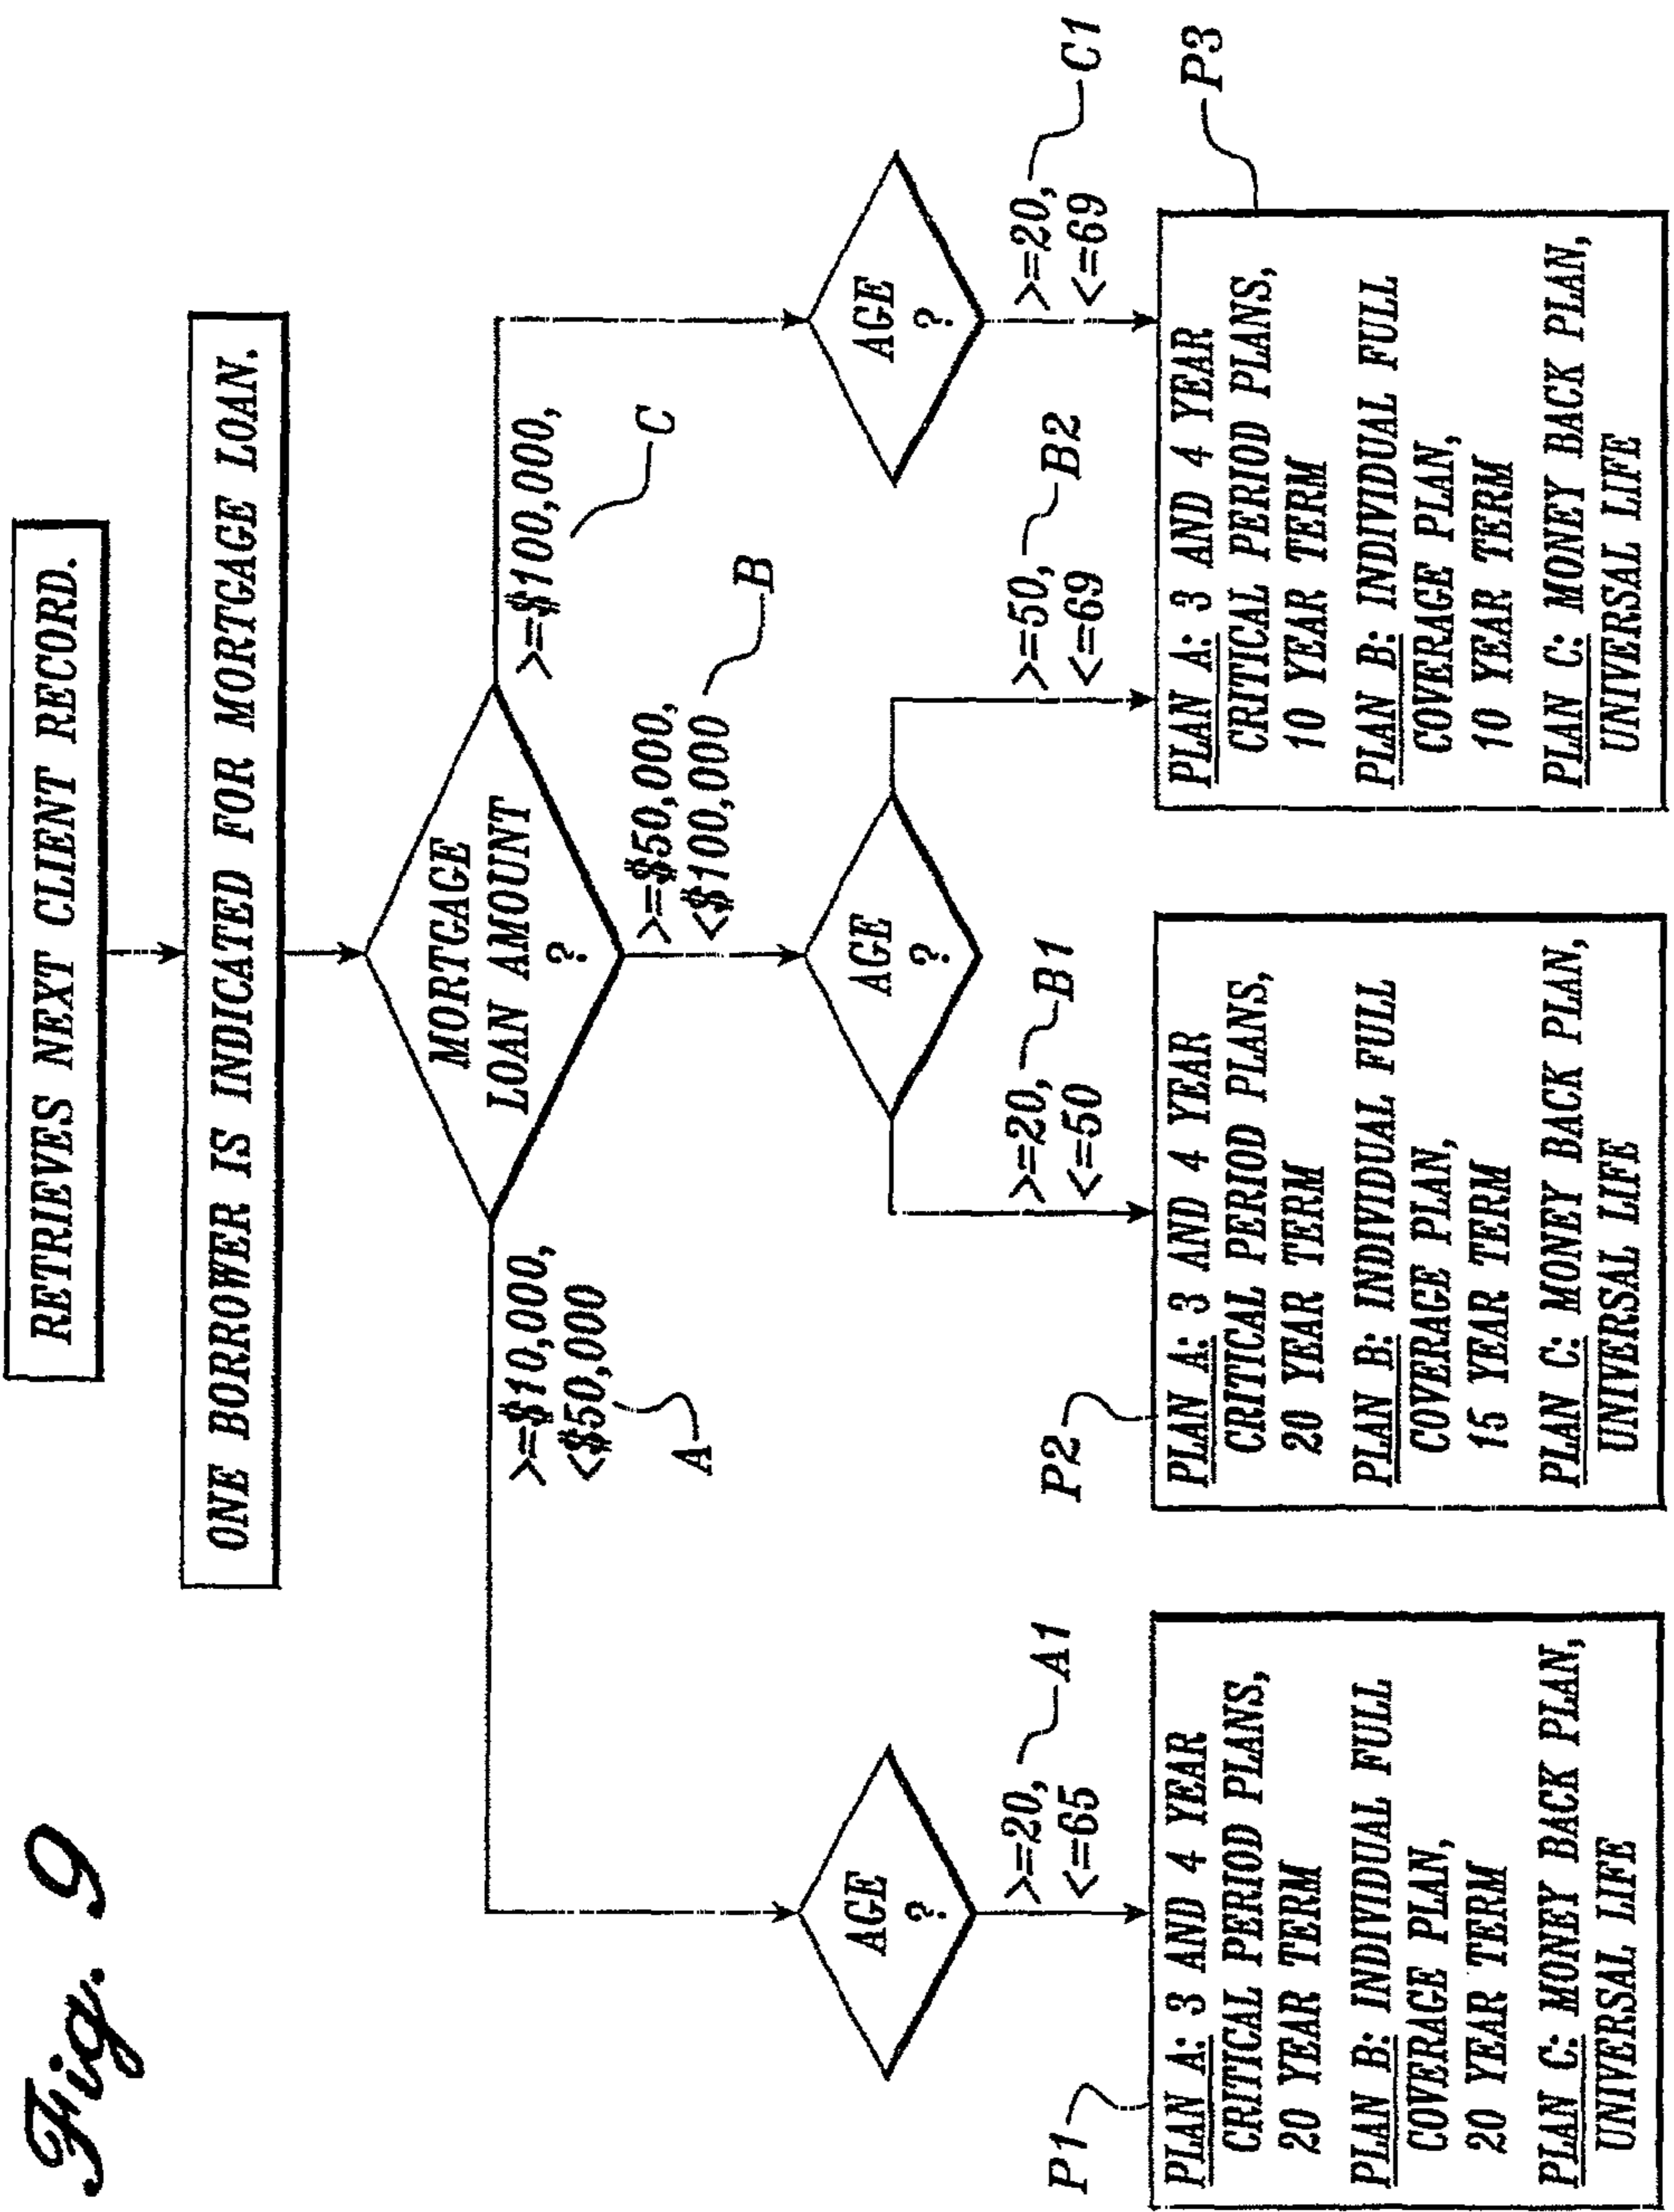 Fig. 9
RETRIEVES NEXT CLIENT RECORD.
ONE BORROWER IS INDICATED FOR MORTGAGE LOAN.
MORTGAGE
LOAN AMOUNT
?
>=$10,000,
<$50,000
A
>=$50,000,
<$100,000
B
>=$100,000,
C
AGE
?
>=20,
<=65
A1
AGE
?
>=20,
<=50
B1
>=50,
<=69
B2
AGE
?
>=20,
<=69
C1
P1
PLAN A: 3 AND 4 YEAR
CRITICAL PERIOD PLANS,
20 YEAR TERM
PLAN B: INDIVIDUAL FULL
COVERAGE PLAN,
20 YEAR TERM
PLAN C: MONEY BACK PLAN,
UNIVERSAL LIFE
P2
PLAN A: 3 AND 4 YEAR
CRITICAL PERIOD PLANS,
20 YEAR TERM
PLAN B: INDIVIDUAL FULL
COVERAGE PLAN,
15 YEAR TERM
PLAN C: MONEY BACK PLAN,
UNIVERSAL LIFE
P3
PLAN A: 3 AND 4 YEAR
CRITICAL PERIOD PLANS,
10 YEAR TERM
PLAN B: INDIVIDUAL FULL
COVERAGE PLAN,
10 YEAR TERM
PLAN C: MONEY BACK PLAN,
UNIVERSAL LIFE